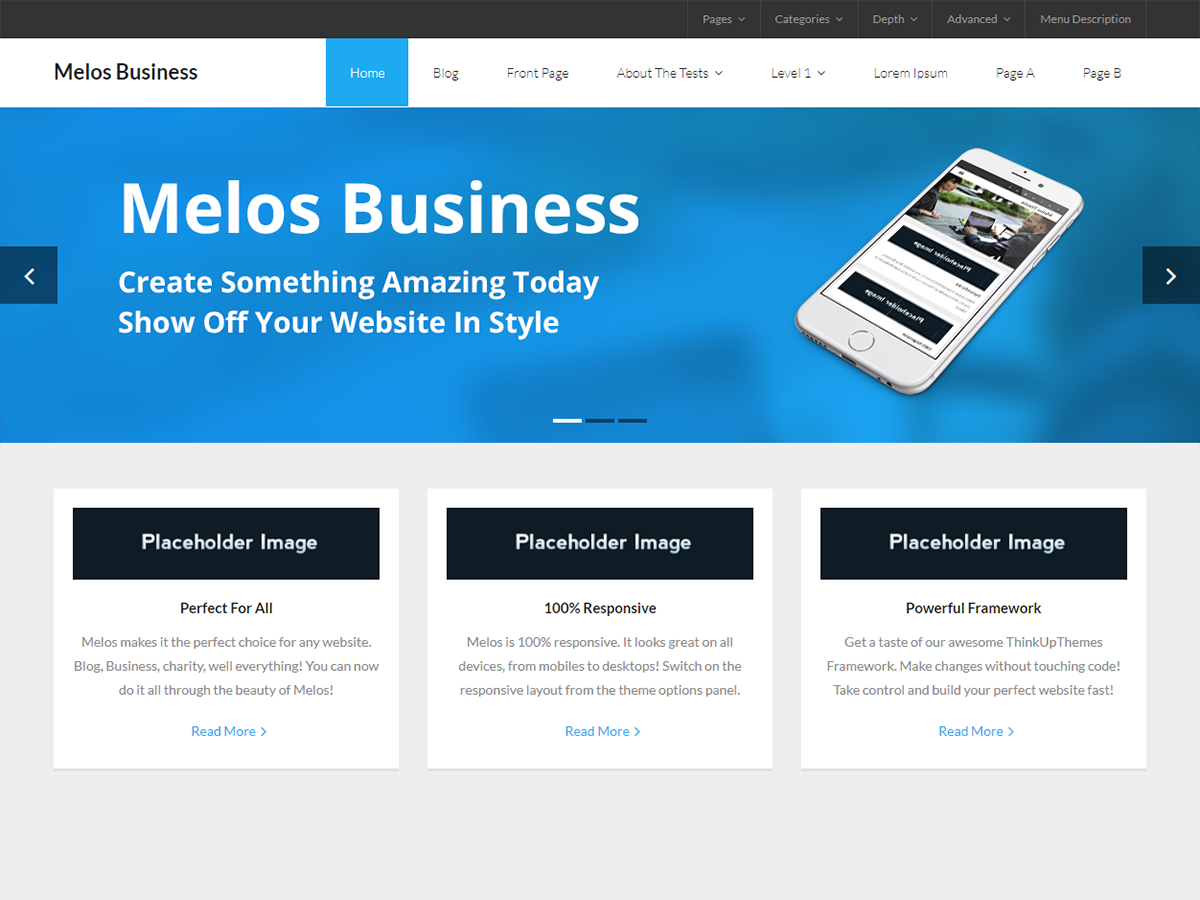 Pages Categories Depth Advanced Menu Description
Melos Business Home Blog Front Page About The Tests Level 1 Lorem Ipsum Page A Page B
Melos Business
Create Something Amazing Today
Show Off Your Website In Style
Placeholder Image
Placeholder Image
Placeholder Image
Perfect For All
Melos makes it the perfect choice for any website.
Blog, Business, charity, well everything! You can now
do it all through the beauty of Melos!
Read More
Placeholder Image
100% Responsive
Melos is 100% responsive. It looks great on all
devices, from mobiles to desktops! Switch on the
responsive layout from the theme options panel.
Read More
Placeholder Image
Powerful Framework
Get a taste of our awesome ThinkUpThemes
Framework. Make changes without touching code!
Take control and build your perfect website fast!
Read More